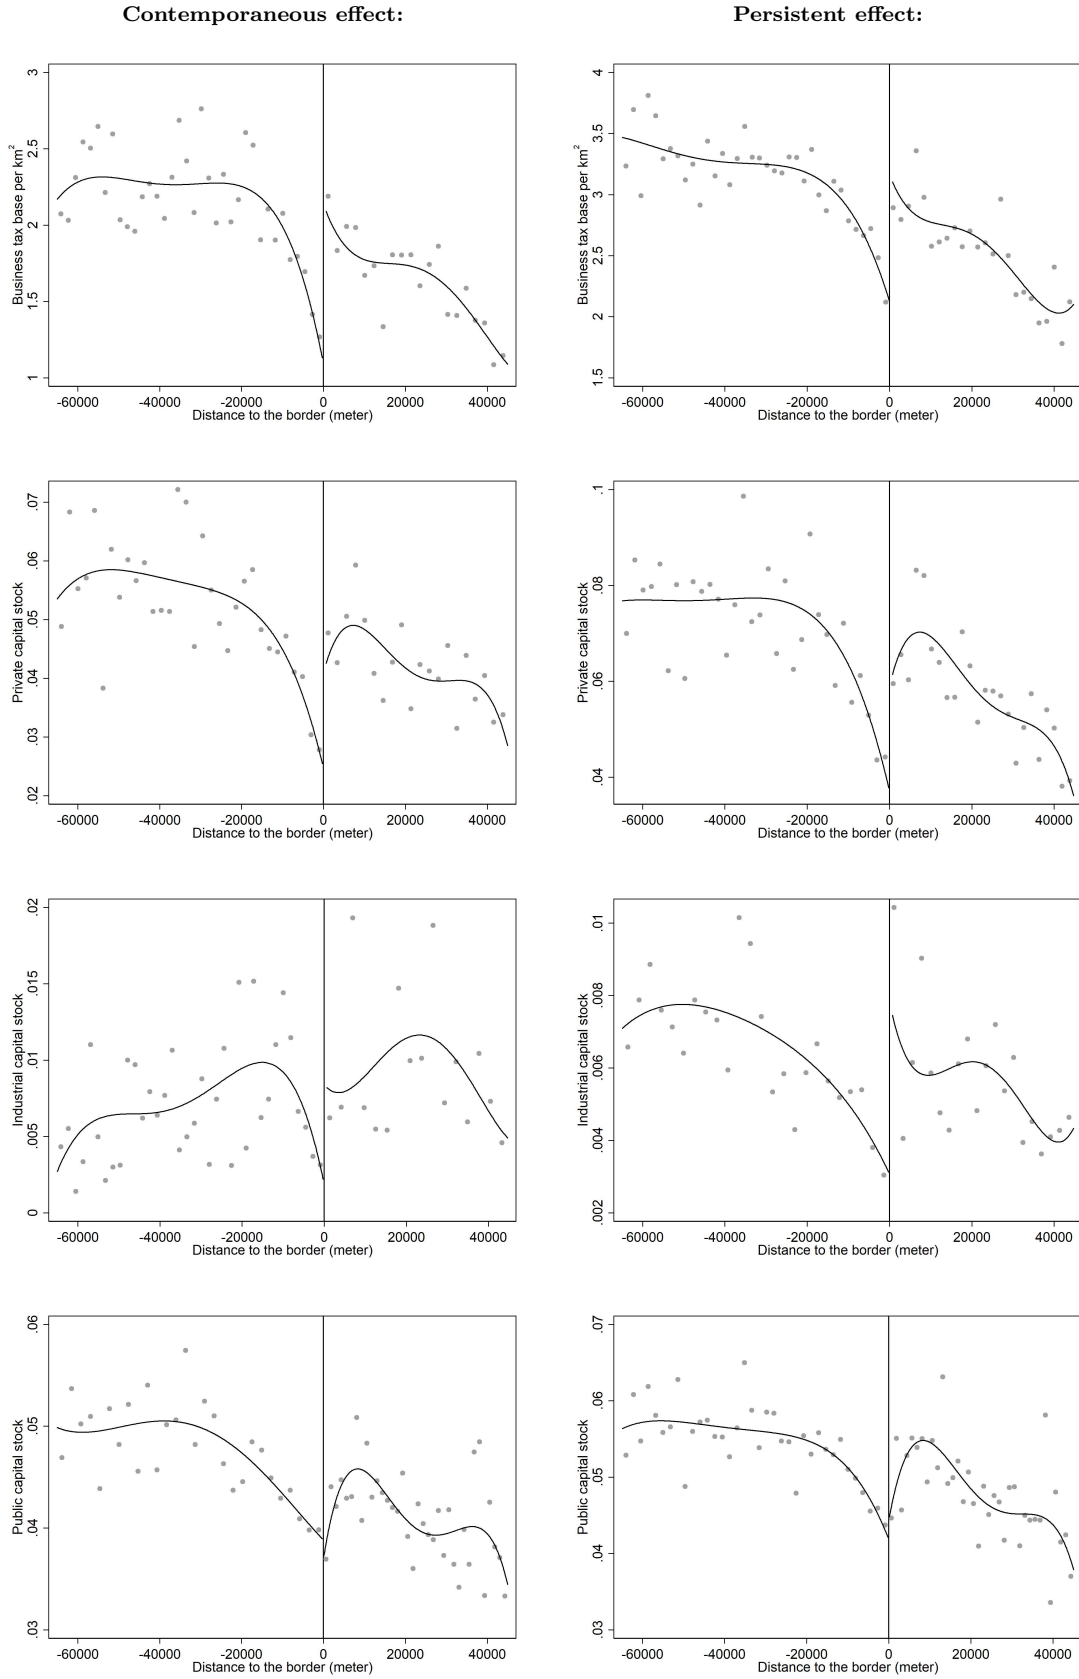 Contemporaneous effect:
Persistent effect:
Business tax base per km²
3
2.5
2
1.5
1
-60000 -40000 -20000 0 20000 40000
Distance to the border (meter)
Business tax base per km²
4
3.5
3
2.5
2
1.5
-60000 -40000 -20000 0 20000 40000
Distance to the border (meter)
Private capital stock
.07
.06
.05
.04
.03
.02
-60000 -40000 -20000 0 20000 40000
Distance to the border (meter)
Private capital stock
.1
.08
.06
.04
-60000 -40000 -20000 0 20000 40000
Distance to the border (meter)
Industrial capital stock
.02
.015
.01
.005
0
-60000 -40000 -20000 0 20000 40000
Distance to the border (meter)
Industrial capital stock
.01
.008
.006
.004
.002
-60000 -40000 -20000 0 20000 40000
Distance to the border (meter)
Public capital stock
.06
.05
.04
.03
-60000 -40000 -20000 0 20000 40000
Distance to the border (meter)
Public capital stock
.07
.06
.05
.04
.03
-60000 -40000 -20000 0 20000 40000
Distance to the border (meter)